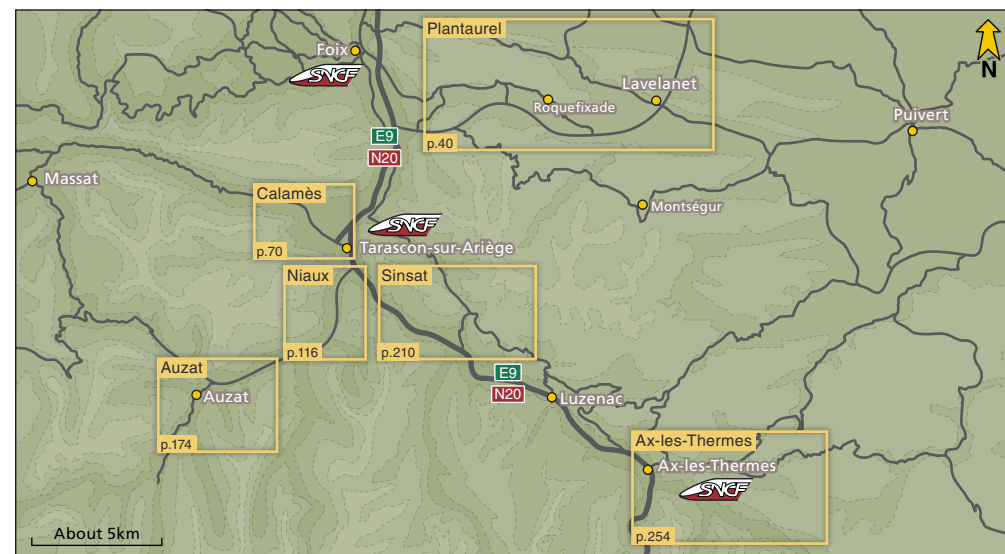 Plantaurel
Foix
SNCF
N
Lavelanet
Roquefixade
Puivert
E9
N20
p.40
Massat
Calamès
Montségur
SNCF
Tarascon-sur-Ariège
p.70
Niaux
Sinsat
p.116
p.210
Auzat
E9
N20
Auzat
Luzenac
p.174
Ax-les-Thermes
Ax-les-Thermes
SNCF
About 5km
p.254